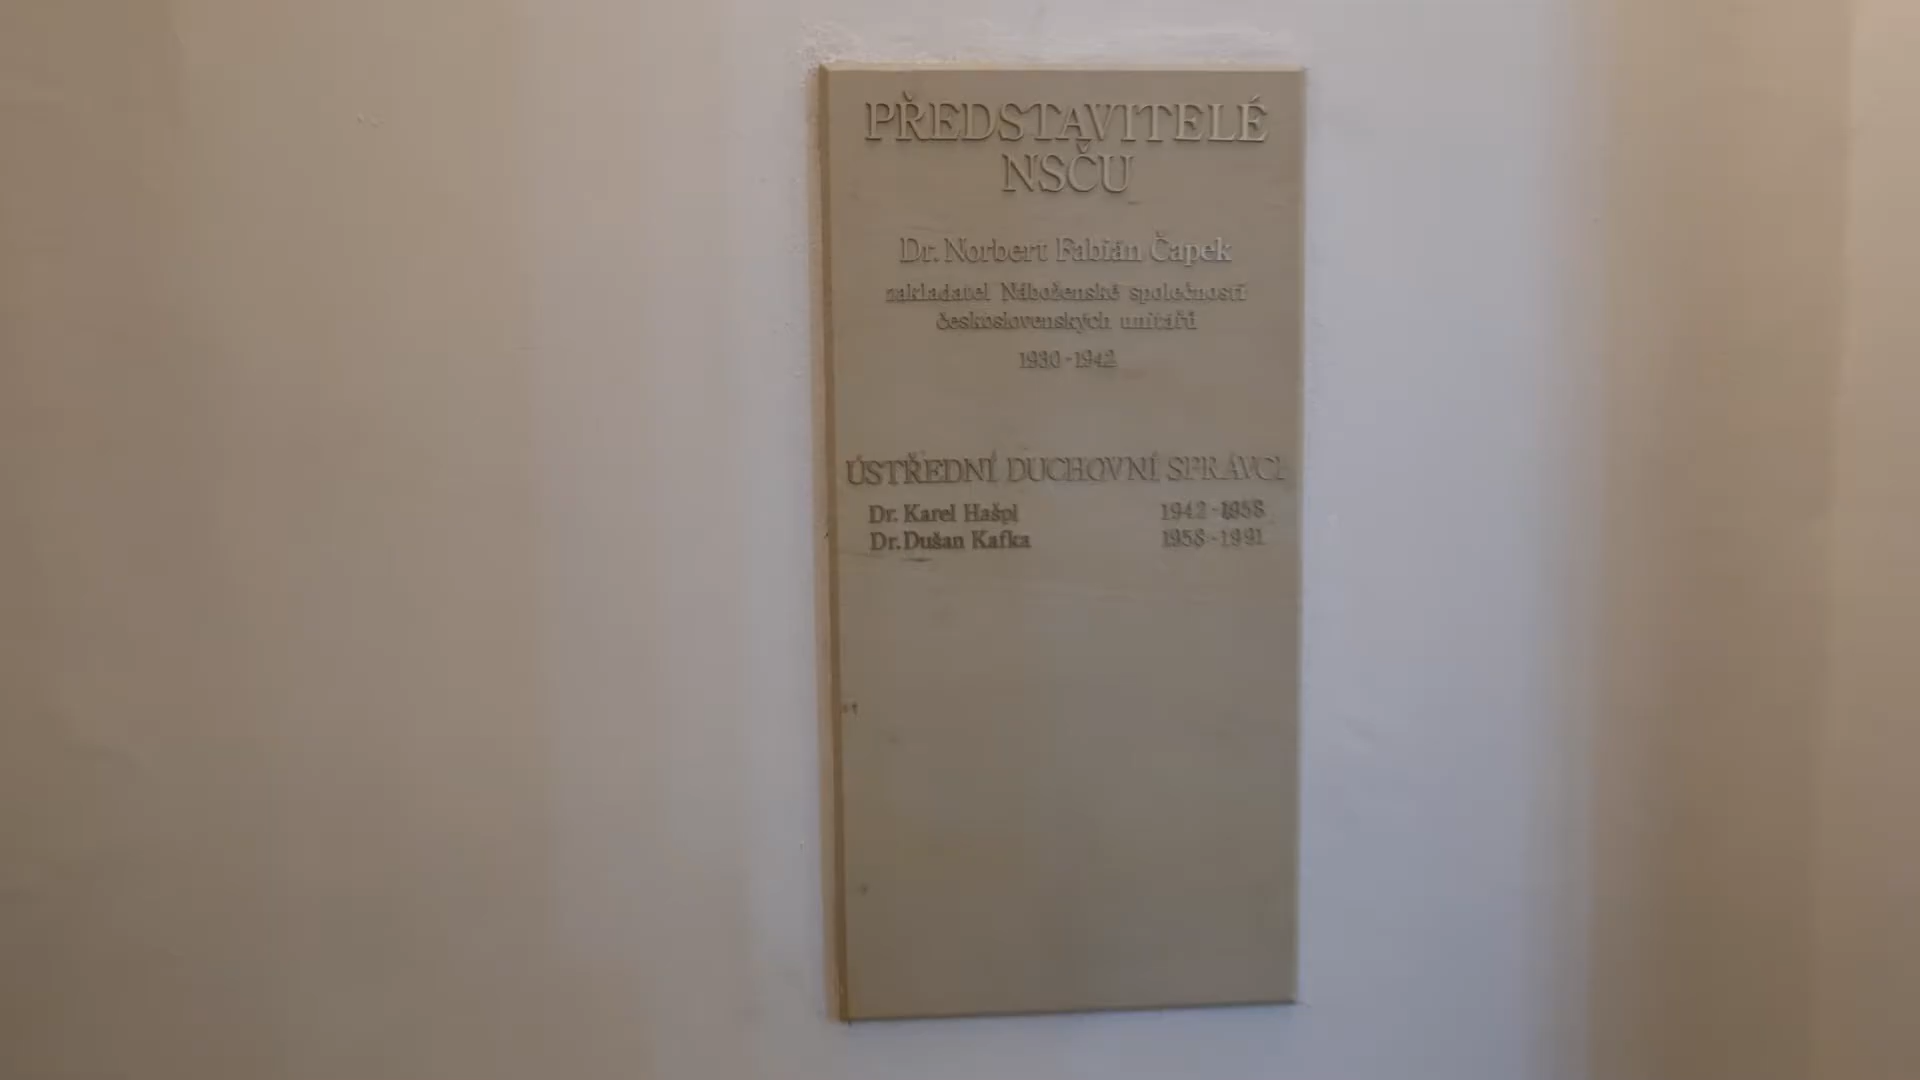 PŘEDSTAVITELÉ
NSČU
Dr. Norbert Fabián Čapek
zakladatel Náboženské společnosti
československých unitářů
1930-1942
ÚSTŘEDNÍ DUCHOVNÍ SPRÁVCI
Dr. Karel Hašpl 1942-1958
Dr. Dušan Kafka 1958-1991